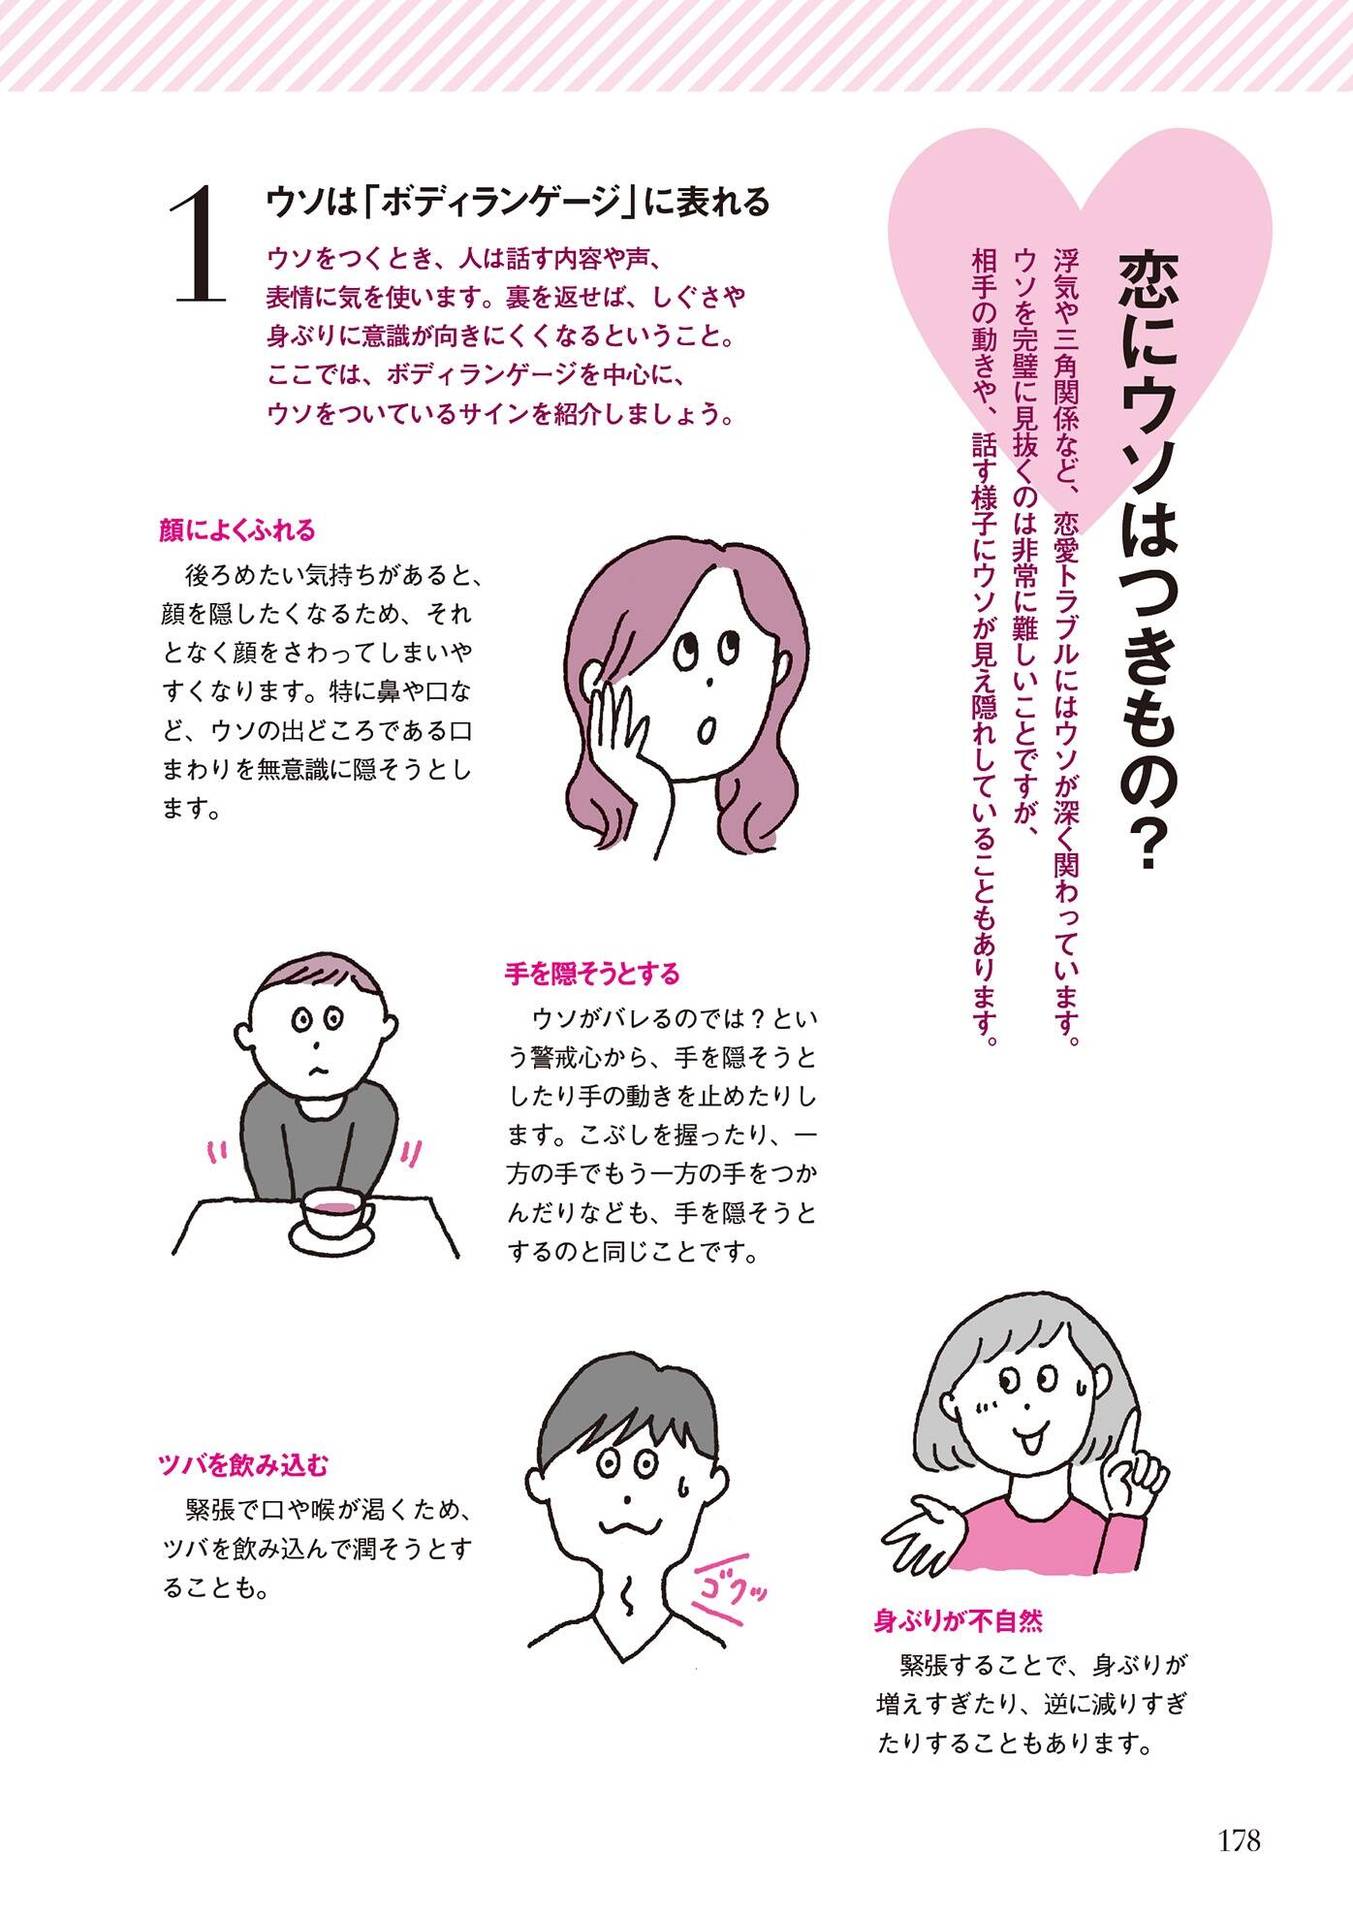 恋にウソはつきもの？
浮気や三角関係など、恋愛トラブルにはウソが深く関わっています。
ウソを完璧に見抜くのは非常に難しいことですが、
相手の動きや、話す様子にウソが見え隠れしていることもあります。
1
ウソは「ボディランゲージ」に表れる
ウソをつくとき、人は話す内容や声、
表情に気を使います。裏を返せば、しぐさや
身ぶりに意識が向きにくくなるということ。
ここでは、ボディランゲージを中心に、
ウソをついているサインを紹介しましょう。
顔によくふれる
後ろめたい気持ちがあると、
顔を隠したくなるため、それ
となく顔をさわってしまいや
すくなります。特に鼻や口な
ど、ウソの出どころである口
まわりを無意識に隠そうとし
ます。
手を隠そうとする
ウソがバレるのでは？とい
う警戒心から、手を隠そうと
したり手の動きを止めたりし
ます。こぶしを握ったり、一
方の手でもう一方の手をつか
んだりなども、手を隠そうと
するのと同じことです。
ツバを飲み込む
緊張で口や喉が渇くため、
ツバを飲み込んで潤そうとす
ることも。
ゴクッ
身ぶりが不自然
緊張することで、身ぶりが
増えすぎたり、逆に減りすぎ
たりすることもあります。
178